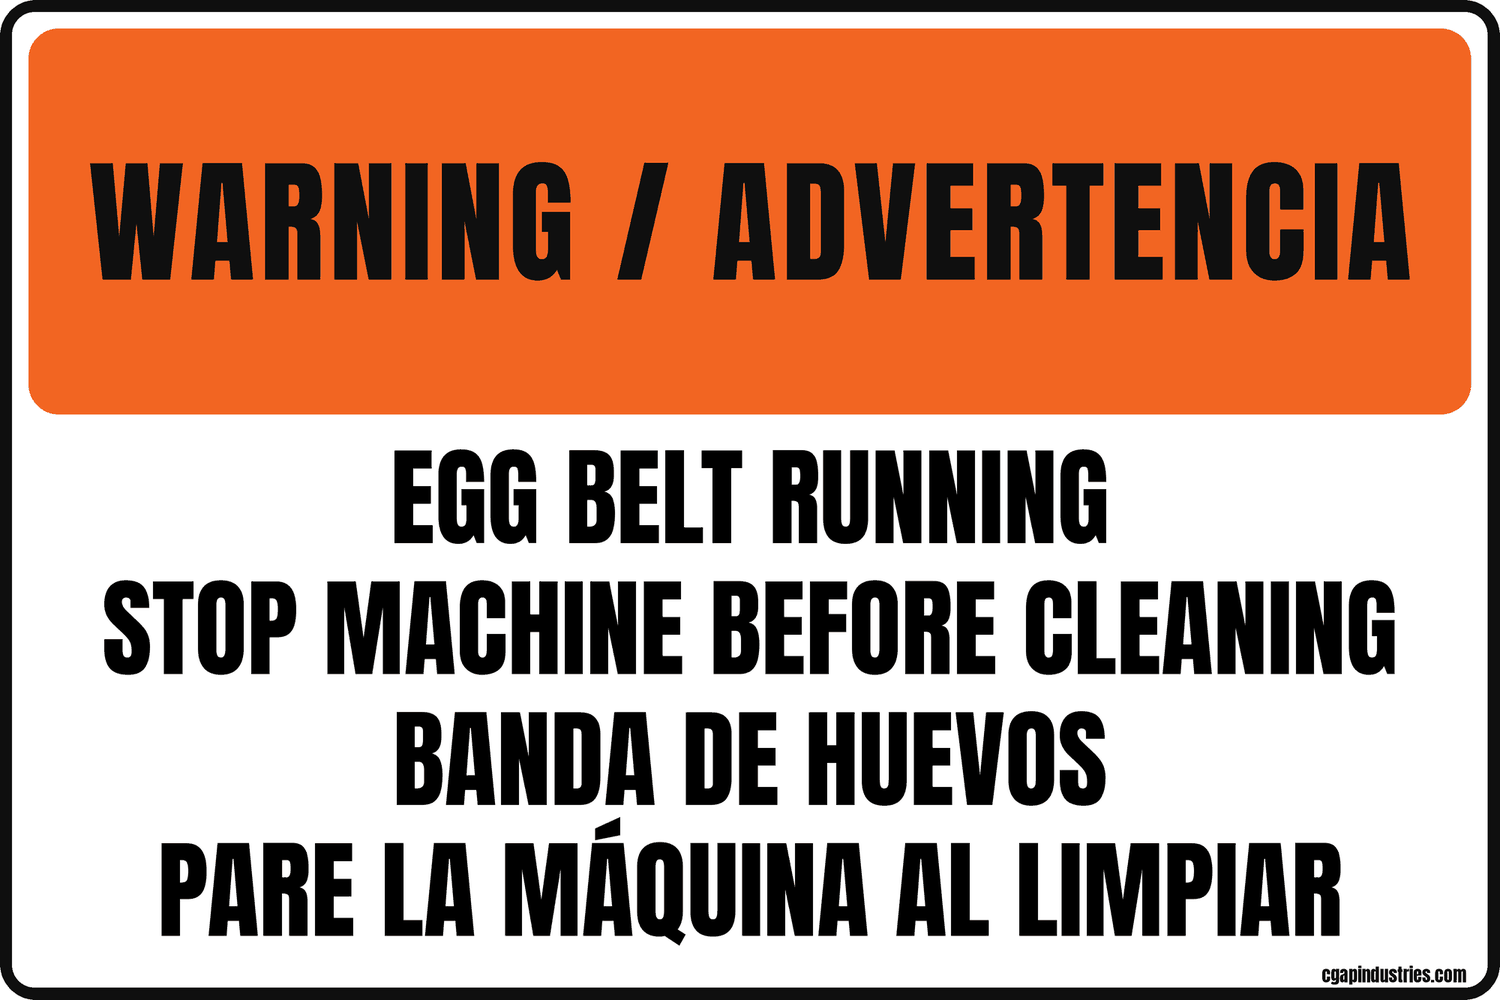 WARNING / ADVERTENCIA
EGG BELT RUNNING
STOP MACHINE BEFORE CLEANING
BANDA DE HUEVOS
PARE LA MÁQUINA AL LIMPIAR
cgapindustries.com